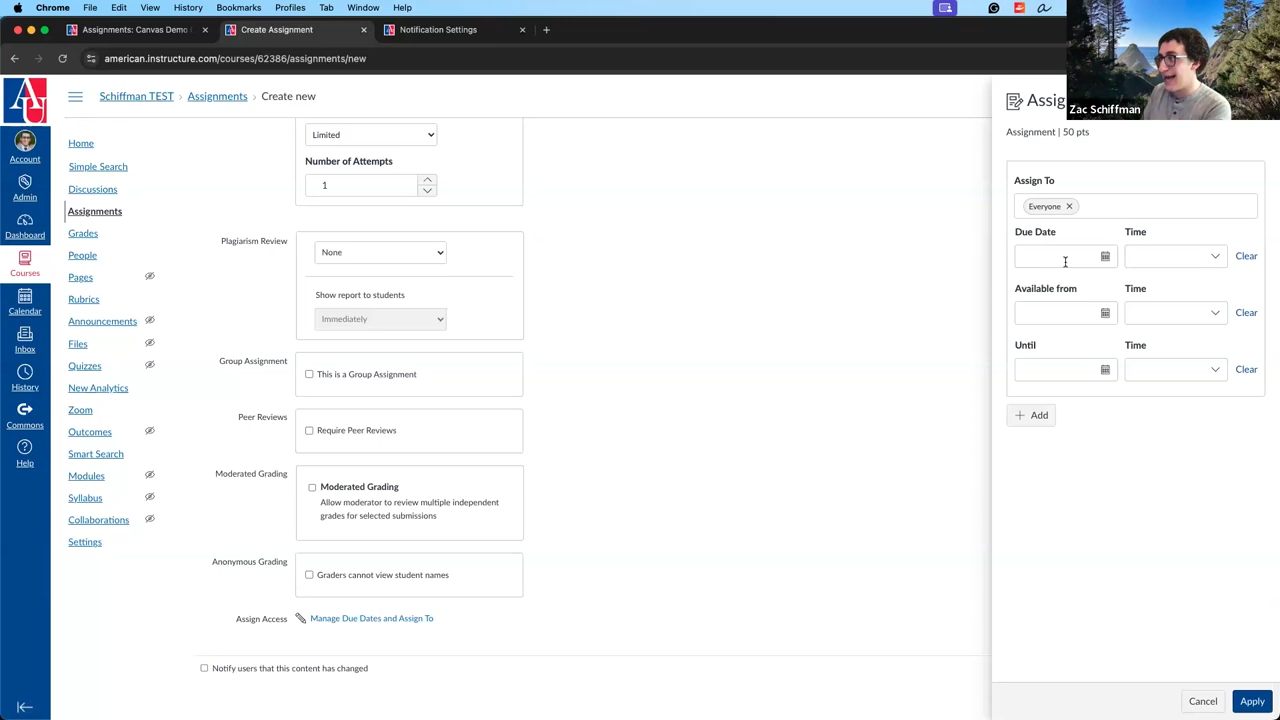 Chrome File Edit View History Bookmarks Profiles Tab Window Help
Assignments: Canvas Demo
Create Assignment
Notification Settings
american.instructure.com/courses/62386/assignments/new
Zac Schiffman
AU
Account
Admin
Dashboard
Courses
Calendar
Inbox
History
Commons
Help
Schiffman TEST › Assignments › Create new
Home
Simple Search
Discussions
Assignments
Grades
People
Pages
Rubrics
Announcements
Files
Quizzes
New Analytics
Zoom
Outcomes
Smart Search
Modules
Syllabus
Collaborations
Settings
Limited
Number of Attempts
1
Plagiarism Review
None
Show report to students
Immediately
Group Assignment
This is a Group Assignment
Peer Reviews
Require Peer Reviews
Moderated Grading
Moderated Grading
Allow moderator to review multiple independent
grades for selected submissions
Anonymous Grading
Graders cannot view student names
Assign Access
Manage Due Dates and Assign To
Notify users that this content has changed
Assig
Assignment | 50 pts
Assign To
Everyone
Due Date Time
Clear
Available from Time
Clear
Until Time
Clear
Add
Cancel Apply